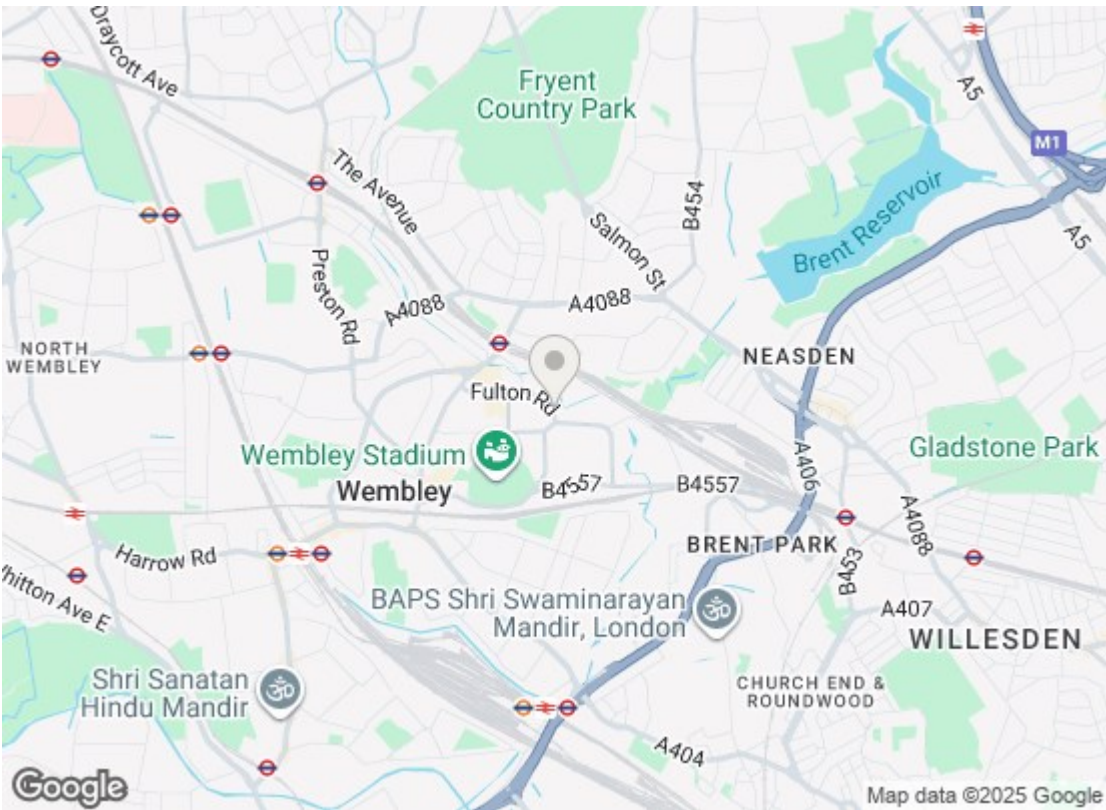 Draycott Ave
Fryent
Country Park
A5
M1
The Avenue
B454
Brent Reservoir
Salmon St
A5
Preston Rd
A4088
A4088
NORTH
WEMBLEY
NEASDEN
Fulton Rd
Wembley Stadium
Gladstone Park
A406
Wembley
B4557
B4557
A4088
BRENT PARK
Harrow Rd
B453
Whitton Ave E
BAPS Shri Swaminarayan
Mandir, London
A407
WILLESDEN
Shri Sanatan
Hindu Mandir
CHURCH END &
ROUNDWOOD
A404
Google
Map data ©2025 Google